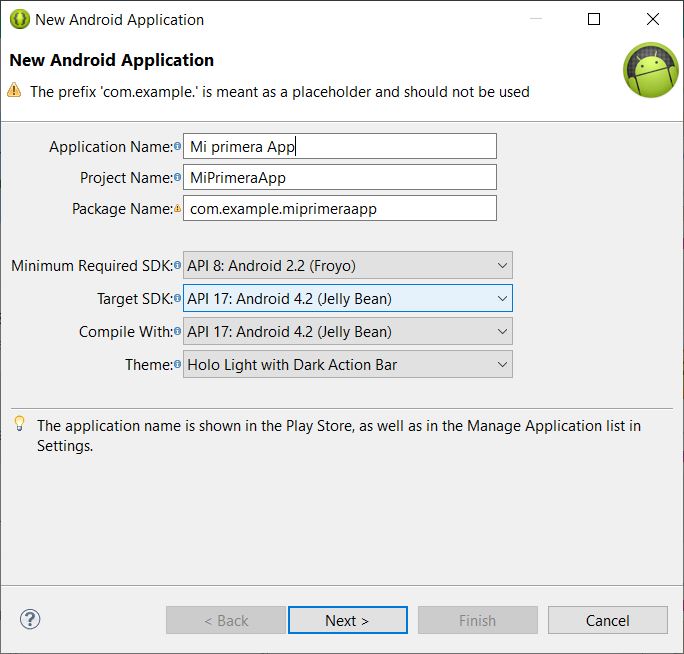 New Android Application
New Android Application
The prefix 'com.example.' is meant as a placeholder and should not be used
Application Name: Mi primera App
Project Name: MiPrimeraApp
Package Name: com.example.miprimeraapp
Minimum Required SDK: API 8: Android 2.2 (Froyo)
Target SDK: API 17: Android 4.2 (Jelly Bean)
Compile With: API 17: Android 4.2 (Jelly Bean)
Theme: Holo Light with Dark Action Bar
The application name is shown in the Play Store, as well as in the Manage Application list in
Settings.
? < Back Next > Finish Cancel